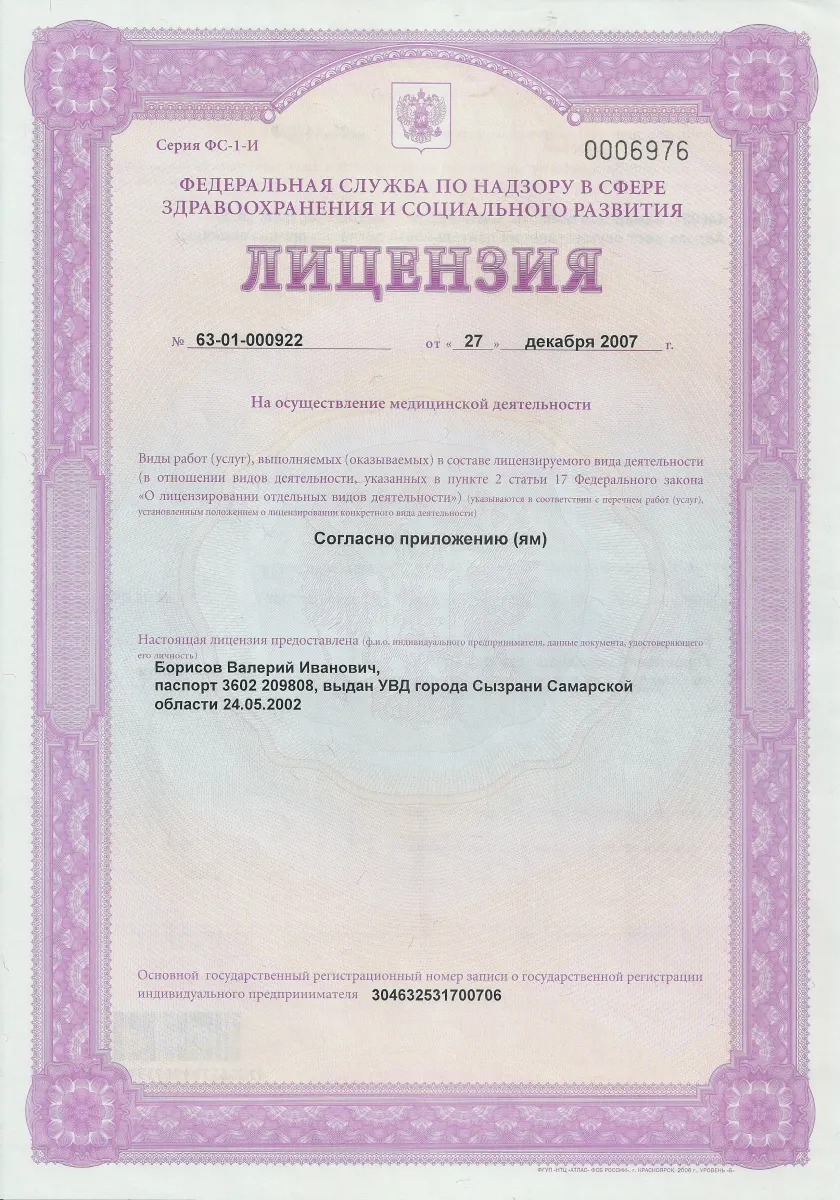 Серия ФС-1-И
0006976
ФЕДЕРАЛЬНАЯ СЛУЖБА ПО НАДЗОРУ В СФЕРЕ
ЗДРАВООХРАНЕНИЯ И СОЦИАЛЬНОГО РАЗВИТИЯ
ЛИЦЕНЗИЯ
№ 63-01-000922 от « 27 » декабря 2007 г.
На осуществление медицинской деятельности
Виды работ (услуг), выполняемых (оказываемых) в составе лицензируемого вида деятельности
(в отношении видов деятельности, указанных в пункте 2 статьи 17 Федерального закона
«О лицензировании отдельных видов деятельности») (указываются в соответствии с перечнем работ (услуг),
установленным положением о лицензировании конкретного вида деятельности)
Согласно приложению (ям)
Настоящая лицензия предоставлена (ф.и.о. индивидуального предпринимателя, данные документа, удостоверяющего
его личность)
Борисов Валерий Иванович,
паспорт 3602 209808, выдан УВД города Сызрани Самарской
области 24.05.2002
Основной государственный регистрационный номер записи о государственной регистрации
индивидуального предпринимателя 304632531700706